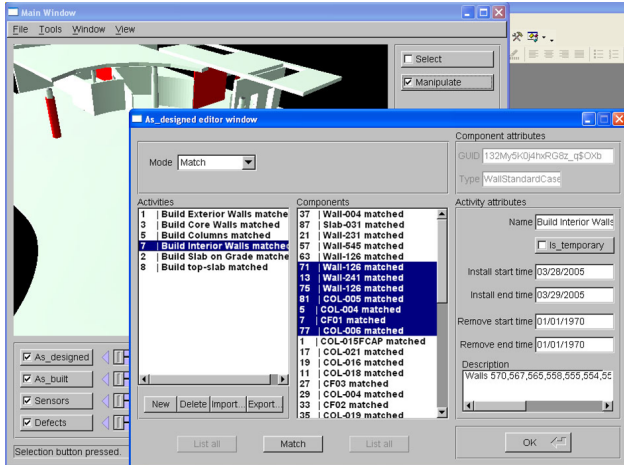 Main Window
File Tools Window View
Select
Manipulate
As_designed editor window
Mode Match
Component attributes
GUID 132My5K0j4hxRG8z_q$OXb
Type WallStandardCase
Activities
1 | Build Exterior Walls matche
3 | Build Core Walls matched
5 | Build Columns matched
7 | Build Interior Walls matched
2 | Build Slab on Grade matche
8 | Build top-slab matched
New Delete Import... Export...
Components
37 | Wall-004 matched
87 | Slab-031 matched
21 | Wall-231 matched
57 | Wall-545 matched
63 | Wall-126 matched
71 | Wall-126 matched
13 | Wall-241 matched
75 | Wall-126 matched
81 | COL-005 matched
5 | COL-004 matched
7 | CF01 matched
77 | COL-006 matched
1 | COL-015FCAP matched
17 | COL-021 matched
19 | COL-016 matched
11 | COL-018 matched
27 | CF03 matched
29 | COL-004 matched
33 | CF02 matched
35 | COL-019 matched
Activity attributes
Name Build Interior Walls
Is_temporary
Install start time 03/28/2005
Install end time 03/29/2005
Remove start time 01/01/1970
Remove end time 01/01/1970
Description
Walls 570,567,565,558,555,554,55
List all Match List all OK
As_designed
As_built
Sensors
Defects
Selection button pressed.